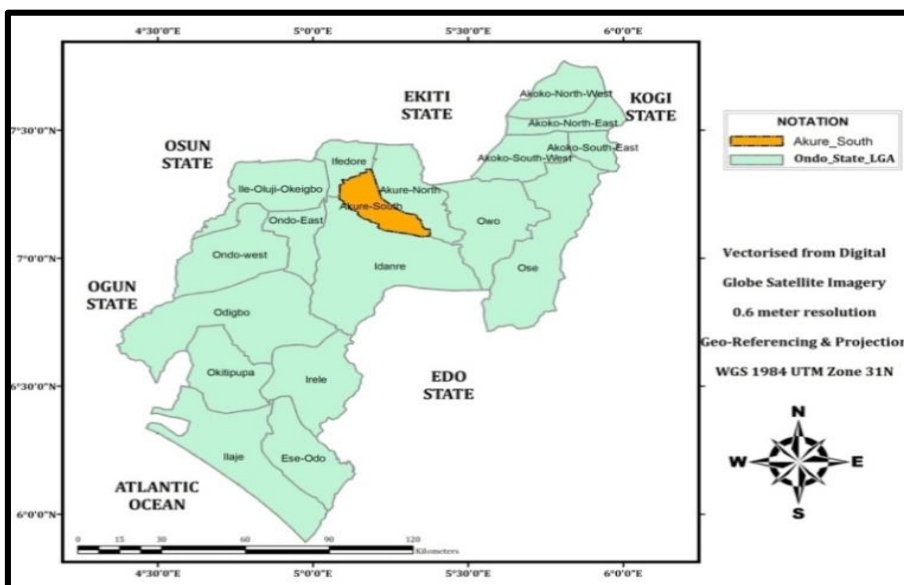 4°30'0"E 5°0'0"E 5°30'0"E 6°0'0"E
7°30'0"N
7°0'0"N
6°30'0"N
6°0'0"N
EKITI
STATE
KOGI
STATE
OSUN
STATE
OGUN
STATE
EDO
STATE
ATLANTIC
OCEAN
Akoko-North-West
Akoko-North-East
Akoko-South-East
Akoko-South-West
Ifedore
Akure-North
Ile-Oluji-Okeigbo
Akure-South
Ondo-East
Owo
Ondo-west
Idanre
Ose
Odigbo
Okitipupa
Irele
Ilaje
Ese-Odo
0 15 30 60 90 120
Kilometers
4°30'0"E 5°0'0"E 5°30'0"E 6°0'0"E
NOTATION
Akure_South
Ondo_State_LGA
Vectorised from Digital
Globe Satellite Imagery
0.6 meter resolution
Geo-Referencing & Projection
WGS 1984 UTM Zone 31N
N
W E
S